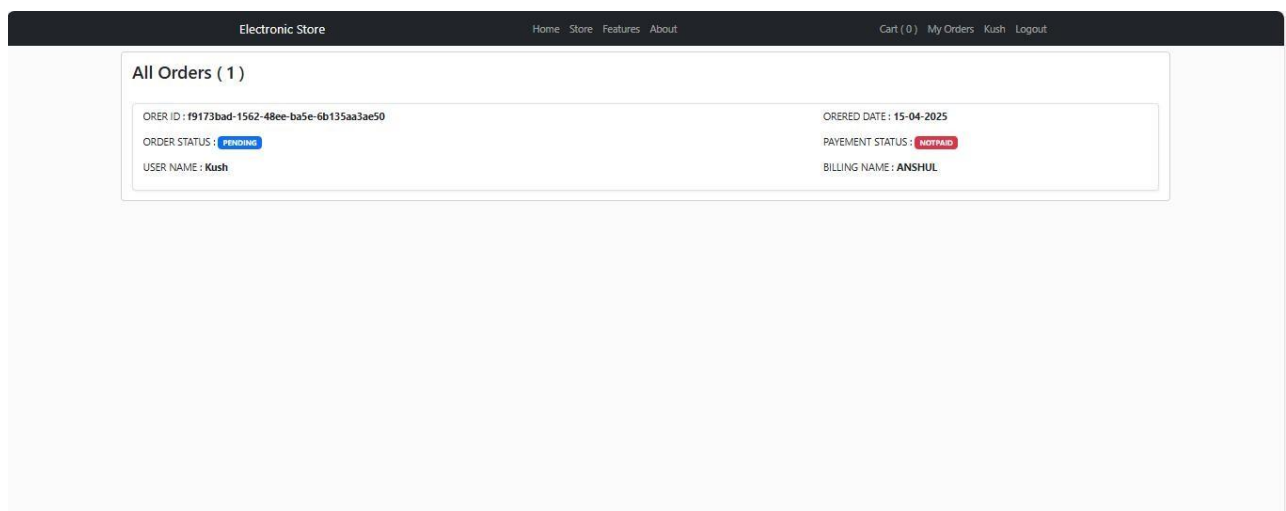 Electronic Store Home Store Features About Cart ( 0 ) My Orders Kush Logout
All Orders ( 1 )
ORER ID : f9173bad-1562-48ee-ba5e-6b135aa3ae50 ORERED DATE : 15-04-2025
ORDER STATUS : PENDING PAYEMENT STATUS : NOTPAID
USER NAME : Kush BILLING NAME : ANSHUL